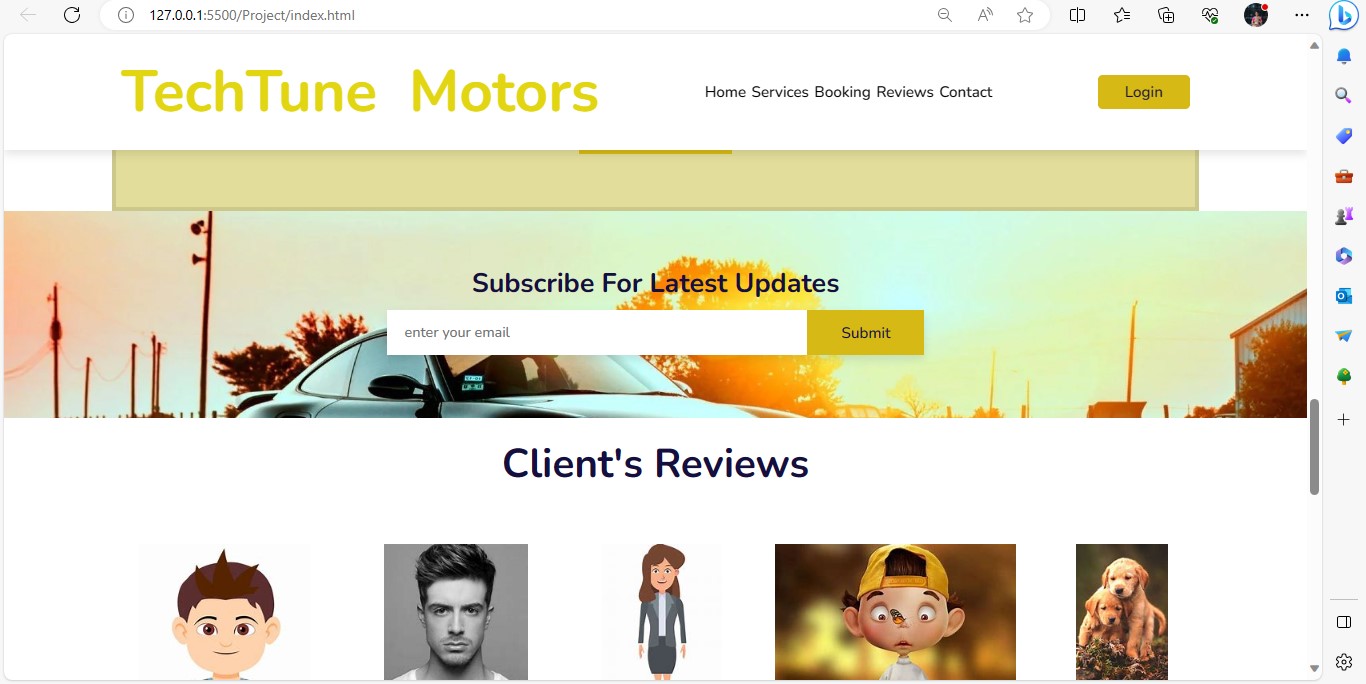 127.0.0.1:5500/Project/index.html
TechTune Motors
Home Services Booking Reviews Contact
Login
Subscribe For Latest Updates
enter your email
Submit
Client's Reviews